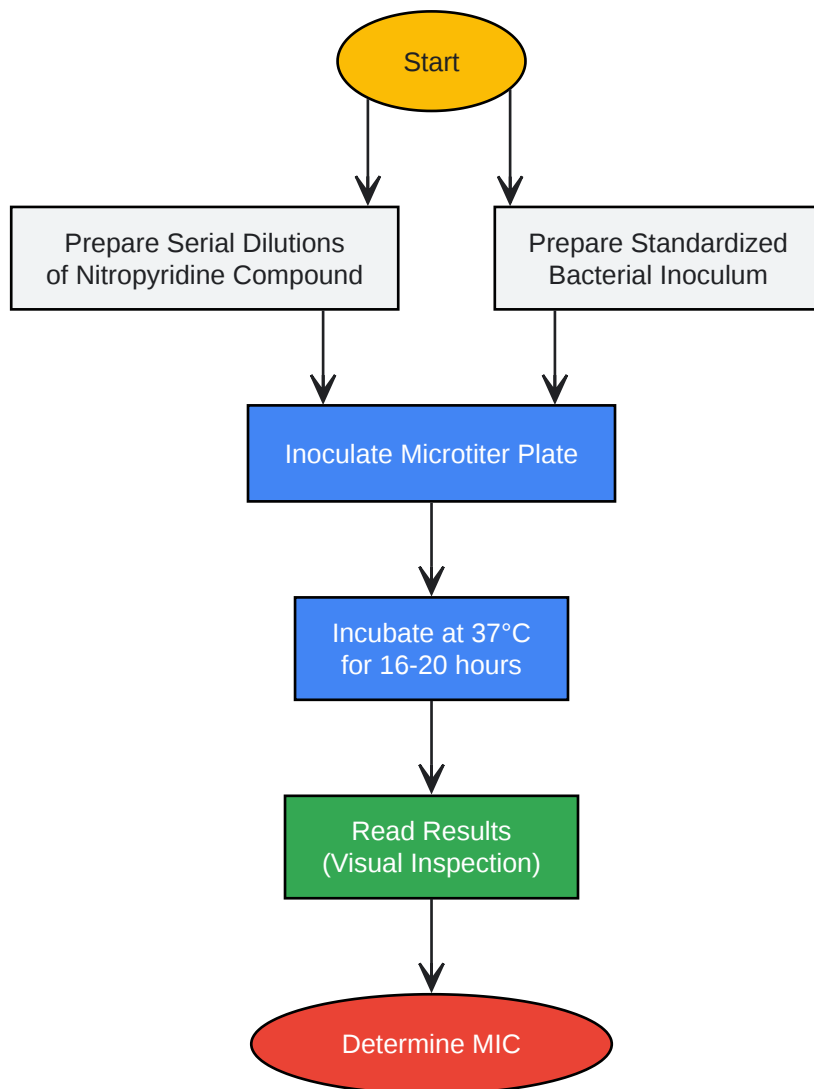 Start
Prepare Serial Dilutions
of Nitropyridine Compound
Prepare Standardized
Bacterial Inoculum
Inoculate Microtiter Plate
Incubate at 37°C
for 16-20 hours
Read Results
(Visual Inspection)
Determine MIC